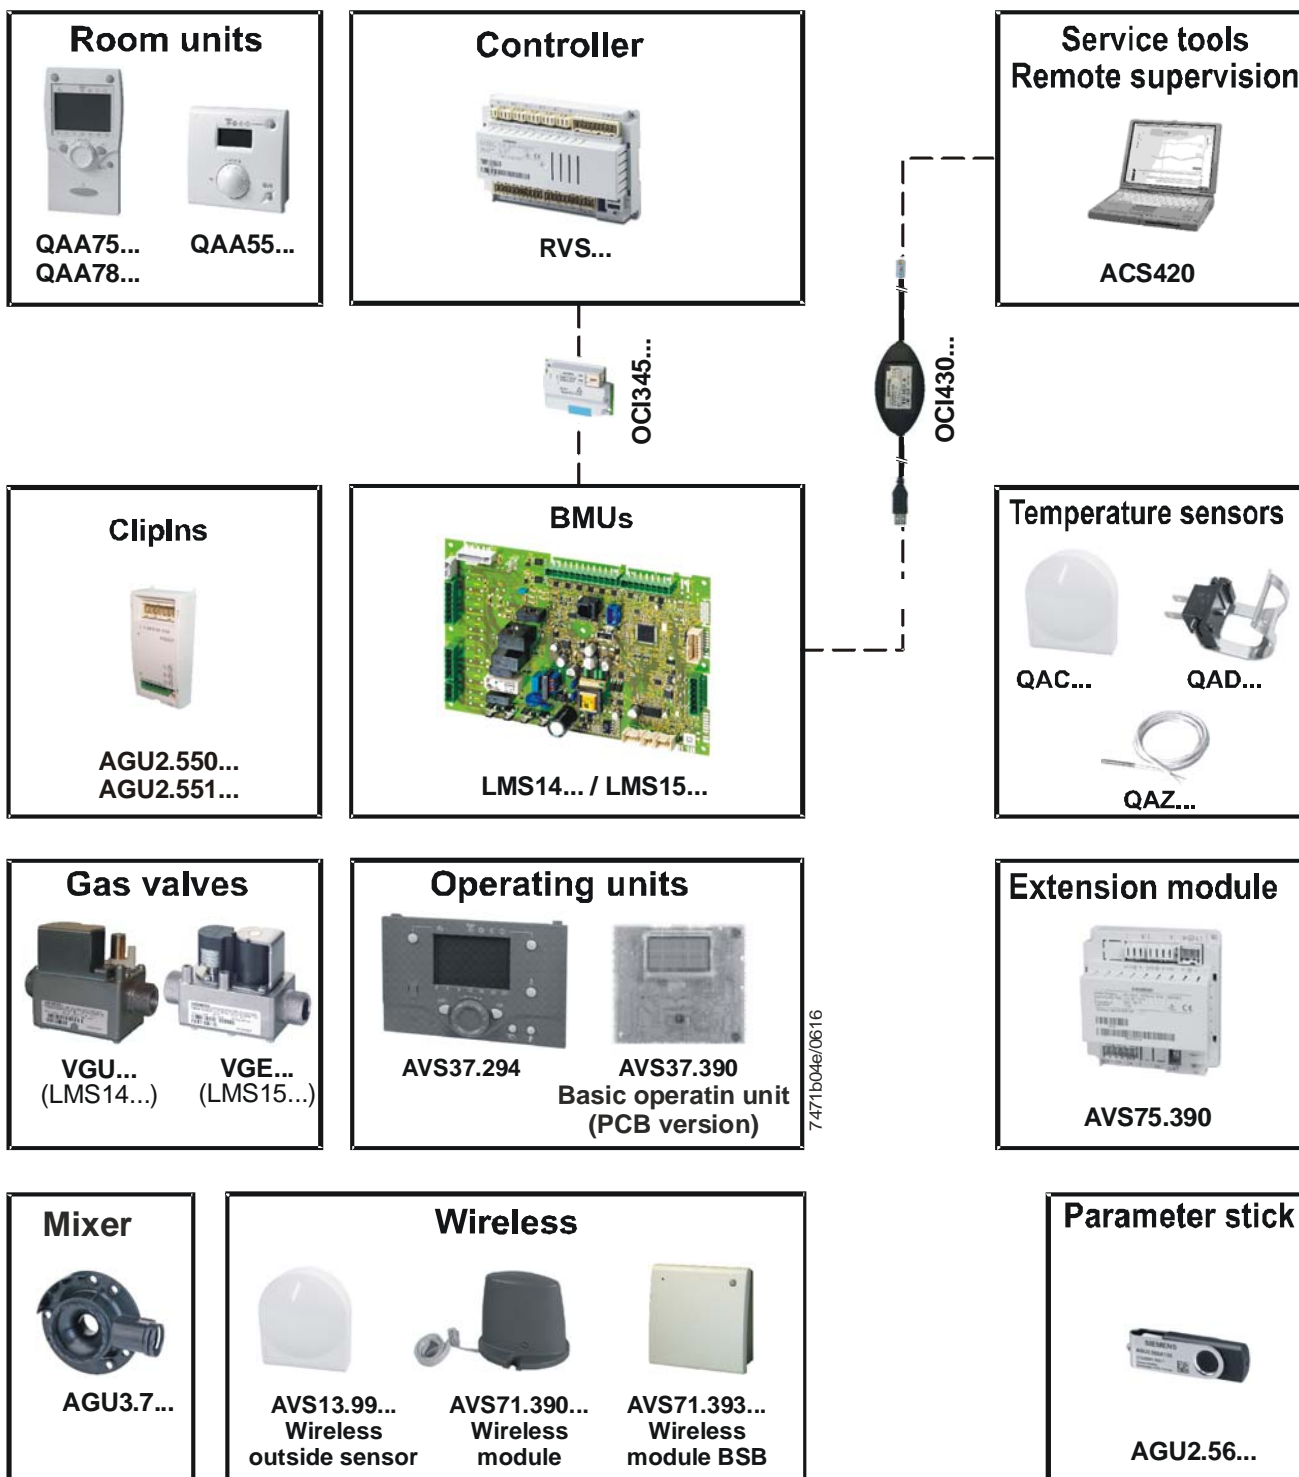 Room units
QAA75...
QAA78...
QAA55...
Controller
RVS...
Service tools
Remote supervision
ACS420
OCI345...
OCI430...
ClipIns
AGU2.550...
AGU2.551...
BMUs
LMS14... / LMS15...
Temperature sensors
QAC...
QAD...
QAZ...
Gas valves
VGU...
(LMS14...)
VGE...
(LMS15...)
Operating units
AVS37.294
AVS37.390
Basic operatin unit
(PCB version)
7471b04e/0616
Extension module
AVS75.390
Mixer
AGU3.7...
Wireless
AVS13.99...
Wireless
outside sensor
AVS71.390...
Wireless
module
AVS71.393...
Wireless
module BSB
Parameter stick
SIEMENS
AGU2.56...